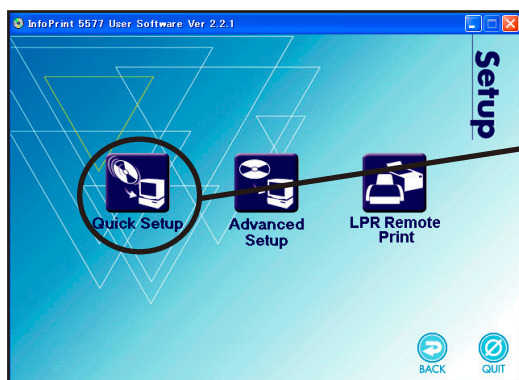 InfoPrint 5577 User Software Ver 2.2.1
Setup
Quick Setup
Advanced
Setup
LPR Remote
Print
BACK
QUIT